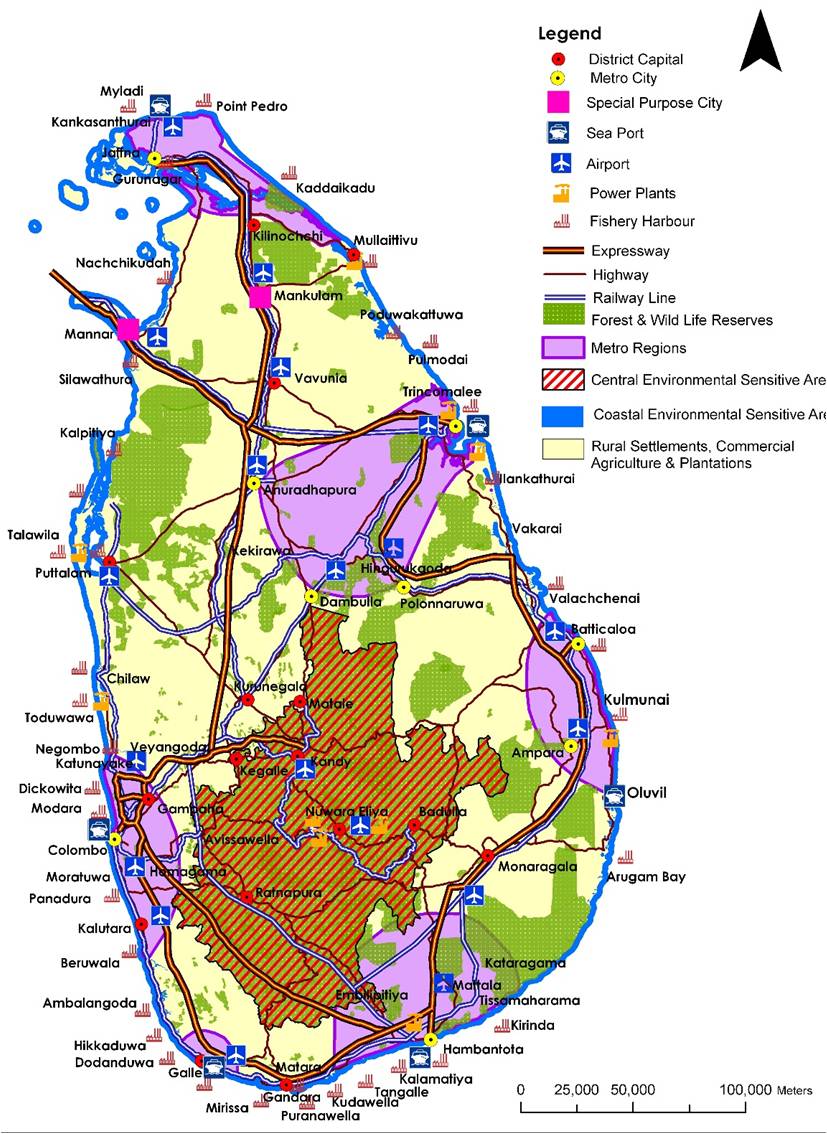 Legend
District Capital
Metro City
Special Purpose City
Sea Port
Airport
Power Plants
Fishery Harbour
Expressway
Highway
Railway Line
Forest & Wild Life Reserves
Metro Regions
Central Environmental Sensitive Are
Coastal Environmental Sensitive Are
Rural Settlements, Commercial
Agriculture & Plantations
Myladi
Point Pedro
Kankasanthurai
Jaffna
Gurunagar
Kaddaikadu
Kilinochchi
Mullaittivu
Nachchikudah
Mankulam
Poduwakattuwa
Mannar
Pulmodai
Silawathura
Vavunia
Trincomalee
Kalpitiya
Illankathurai
Anuradhapura
Vakarai
Talawila
Kekirawa
Puttalam
Hingurukgoda
Dambulla
Polonnaruwa
Valachchenai
Batticaloa
Chilaw
Kurunegala
Matale
Kulmunai
Toduwawa
Negombo
Veyangoda
Katunayake
Kegalle
Kandy
Ampara
Dickowita
Oluvil
Modara
Gampaha
Nuwara Eliya
Badulla
Colombo
Avissawella
Moratuwa
Homagama
Monaragala
Arugam Bay
Panadura
Ratnapura
Kalutara
Beruwala
Kataragama
Mattala
Embilipitiya
Tissamaharama
Ambalangoda
Kirinda
Hikkaduwa
Hambantota
Dodanduwa
Galle
Matara
Kalamatiya
Tangalle
Gandara
Kudawella
Mirissa
Puranawella
0 25,000 50,000 100,000 Meters